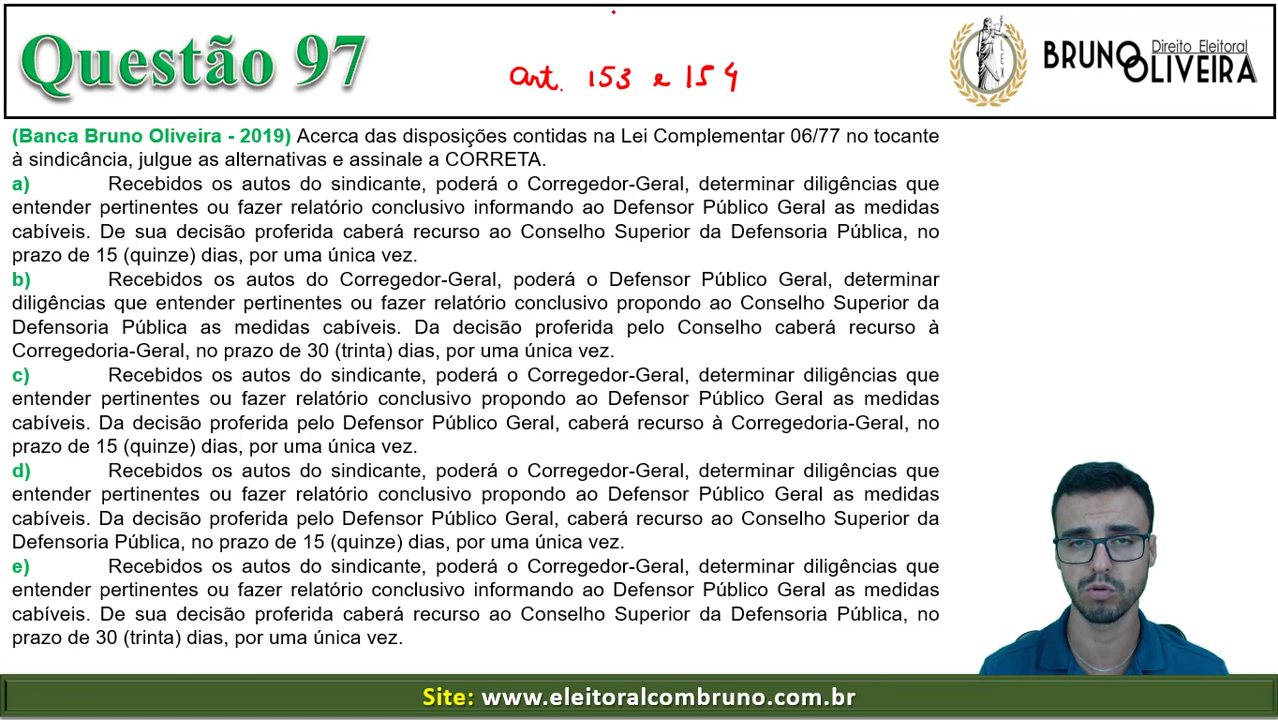 Questão 97
art. 153 e 154
LEX
BRUNO OLIVEIRA Direito Eleitoral
(Banca Bruno Oliveira - 2019) Acerca das disposições contidas na Lei Complementar 06/77 no tocante
à sindicância, julgue as alternativas e assinale a CORRETA.
a) Recebidos os autos do sindicante, poderá o Corregedor-Geral, determinar diligências que
entender pertinentes ou fazer relatório conclusivo informando ao Defensor Público Geral as medidas
cabíveis. De sua decisão proferida caberá recurso ao Conselho Superior da Defensoria Pública, no
prazo de 15 (quinze) dias, por uma única vez.
b) Recebidos os autos do Corregedor-Geral, poderá o Defensor Público Geral, determinar
diligências que entender pertinentes ou fazer relatório conclusivo propondo ao Conselho Superior da
Defensoria Pública as medidas cabíveis. Da decisão proferida pelo Conselho caberá recurso à
Corregedoria-Geral, no prazo de 30 (trinta) dias, por uma única vez.
c) Recebidos os autos do sindicante, poderá o Corregedor-Geral, determinar diligências que
entender pertinentes ou fazer relatório conclusivo propondo ao Defensor Público Geral as medidas
cabíveis. Da decisão proferida pelo Defensor Público Geral, caberá recurso à Corregedoria-Geral, no
prazo de 15 (quinze) dias, por uma única vez.
d) Recebidos os autos do sindicante, poderá o Corregedor-Geral, determinar diligências que
entender pertinentes ou fazer relatório conclusivo propondo ao Defensor Público Geral as medidas
cabíveis. Da decisão proferida pelo Defensor Público Geral, caberá recurso ao Conselho Superior da
Defensoria Pública, no prazo de 15 (quinze) dias, por uma única vez.
e) Recebidos os autos do sindicante, poderá o Corregedor-Geral, determinar diligências que
entender pertinentes ou fazer relatório conclusivo informando ao Defensor Público Geral as medidas
cabíveis. De sua decisão proferida caberá recurso ao Conselho Superior da Defensoria Pública, no
prazo de 30 (trinta) dias, por uma única vez.
Site: www.eleitoralcombruno.com.br